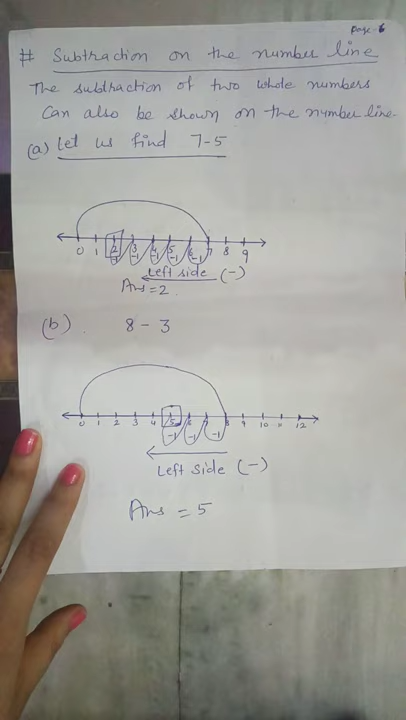 Page 6
# Subtraction on the number line
The subtraction of two whole numbers
Can also be shown on the number line.
(a) Let us find 7-5
0 1 2 3 4 5 6 7 8 9
-1 -1 -1 -1 -1
Left side (-)
Ans = 2.
(b). 8 - 3
0 1 2 3 4 5 6 7 8 9 10 11 12
-1 -1 -1
Left side (-)
Ans = 5